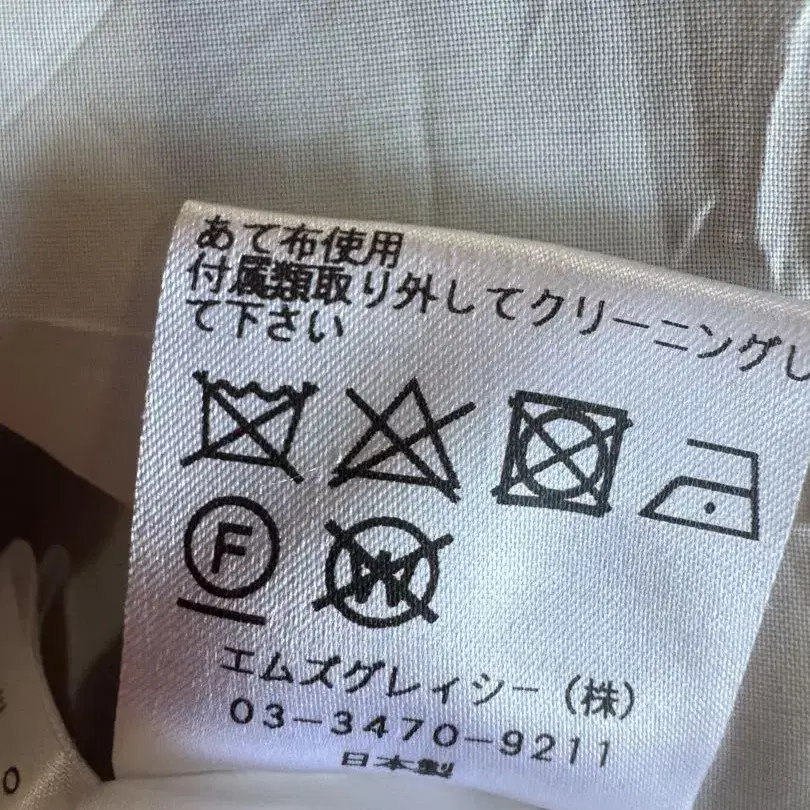 あて布使用
付属類取り外してクリーニングし
て下さい
F
W
エムズグレイシー（株）
03-3470-9211
日本製
0